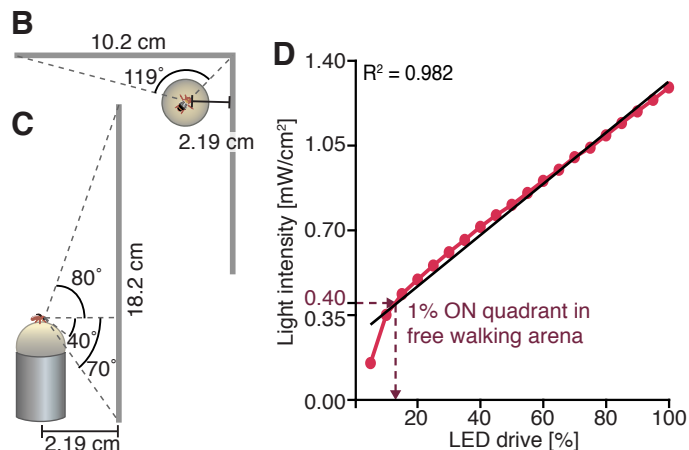 B
10.2 cm
119°
2.19 cm
C
80°
40°
70°
18.2 cm
2.19 cm
D
R² = 0.982
Light intensity [mW/cm²]
1.40
1.05
0.70
0.40
0.35
0.00
1% ON quadrant in
free walking arena
20 40 60 80 100
LED drive [%]